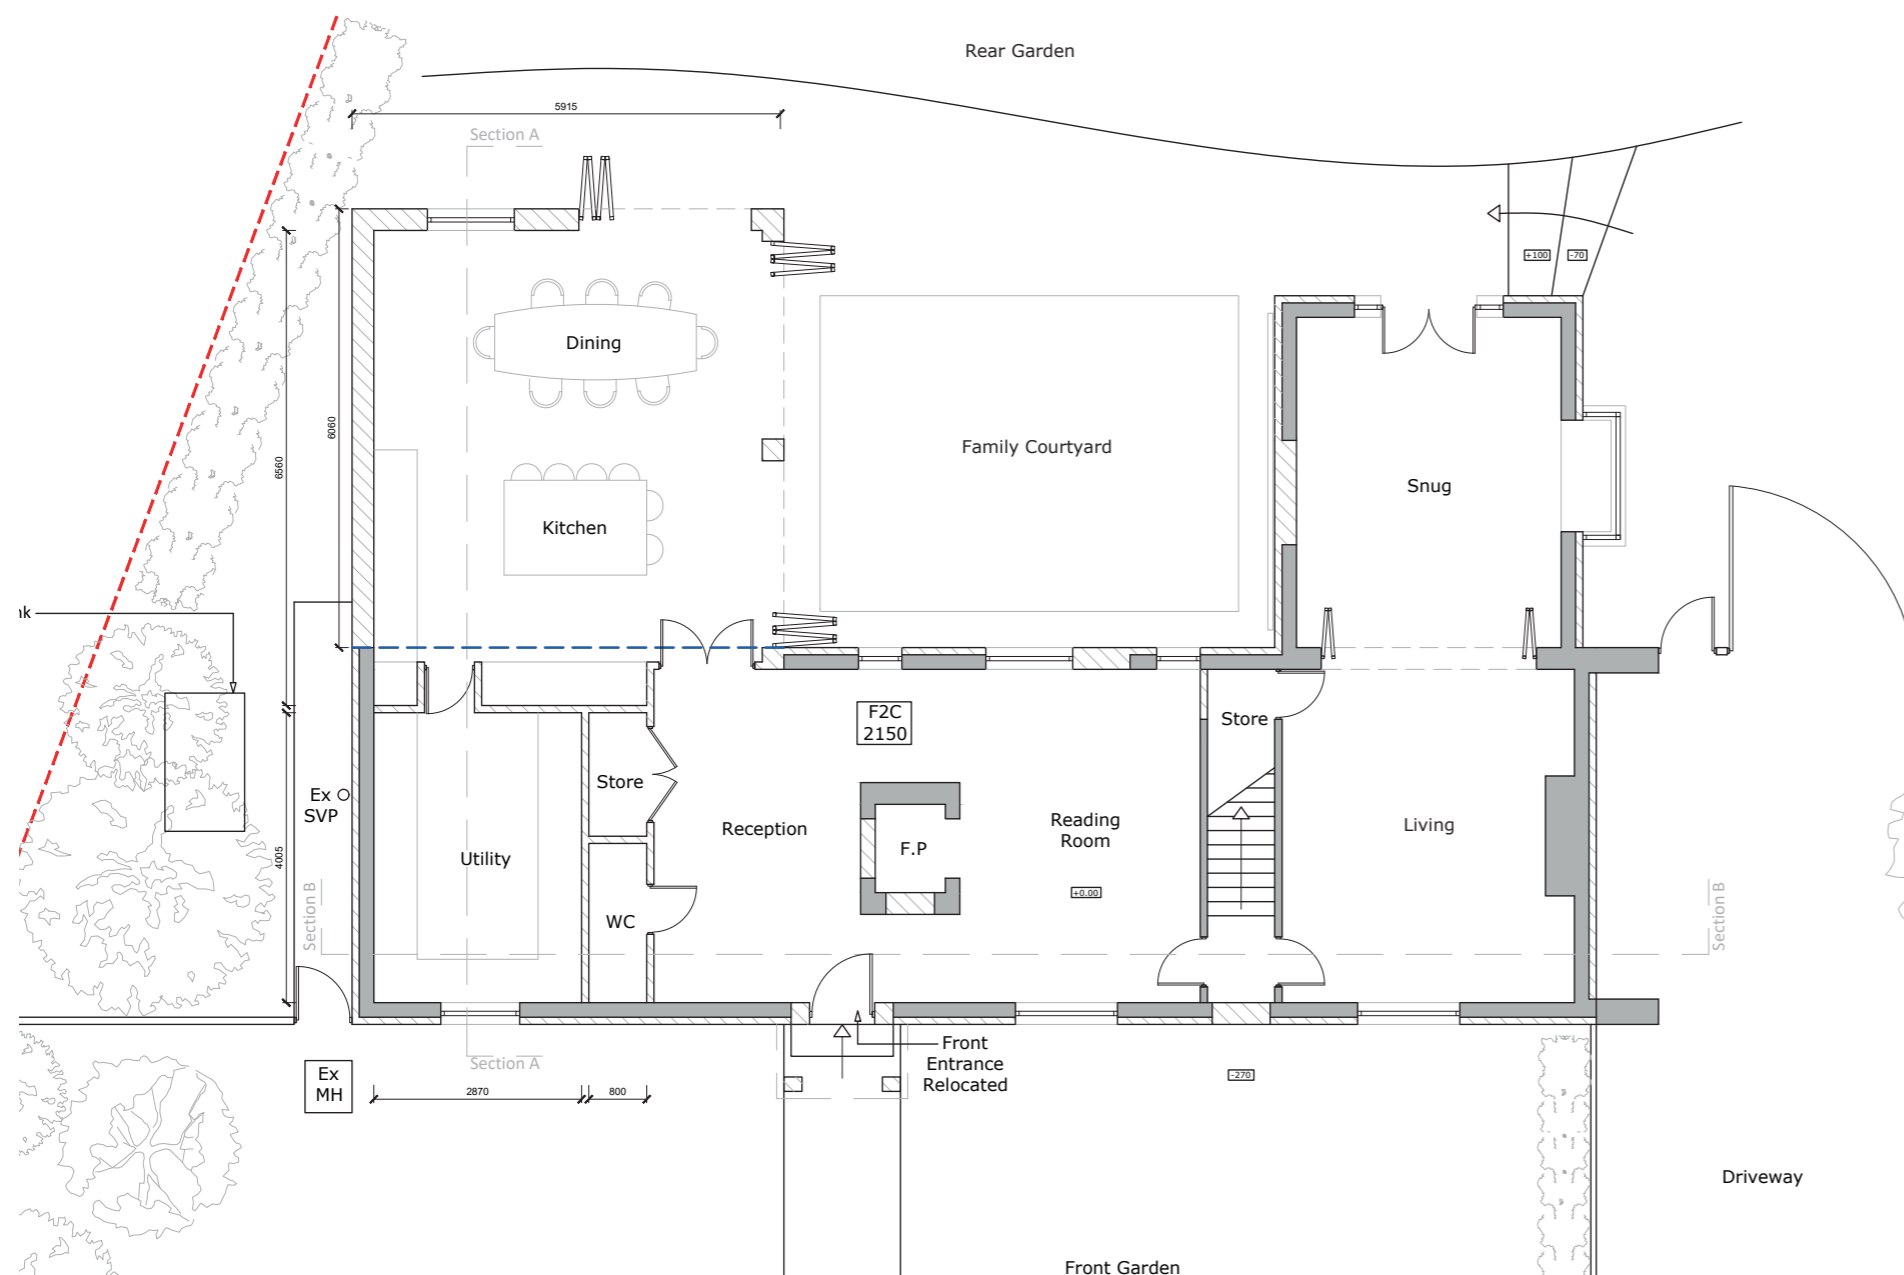 Rear Garden
5915
Section A
+100
-70
Dining
6060
6560
Family Courtyard
Snug
Kitchen
nk
F2C
2150
Store
Store
Ex
SVP
Reception
Reading
Room
Living
F.P
Utility
4005
+0.00
WC
Section B
Section B
Front
Entrance
Relocated
Section A
Ex
MH
2870
800
-270
Driveway
Front Garden